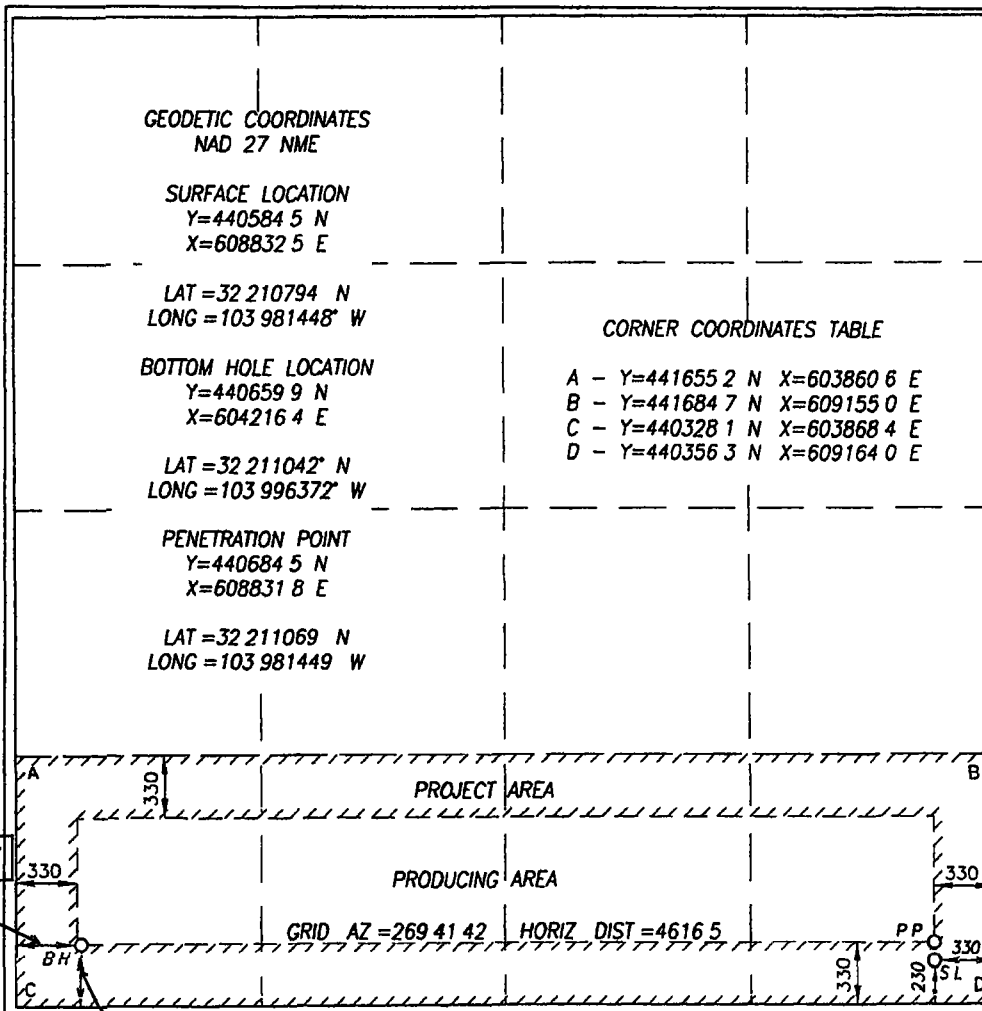 GEODETIC COORDINATES
NAD 27 NME
SURFACE LOCATION
Y=440584 5 N
X=608832 5 E
LAT =32 210794 N
LONG =103 981448° W
BOTTOM HOLE LOCATION
Y=440659 9 N
X=604216 4 E
LAT =32 211042° N
LONG =103 996372° W
PENETRATION POINT
Y=440684 5 N
X=608831 8 E
LAT =32 211069 N
LONG =103 981449 W
CORNER COORDINATES TABLE
A - Y=441655 2 N X=603860 6 E
B - Y=441684 7 N X=609155 0 E
C - Y=440328 1 N X=603868 4 E
D - Y=440356 3 N X=609164 0 E
A
B
330
PROJECT AREA
330
PRODUCING AREA
330
GRID AZ =269 41 42 HORIZ DIST =4616 5
P P
B H
330
S L
330
230
C
D